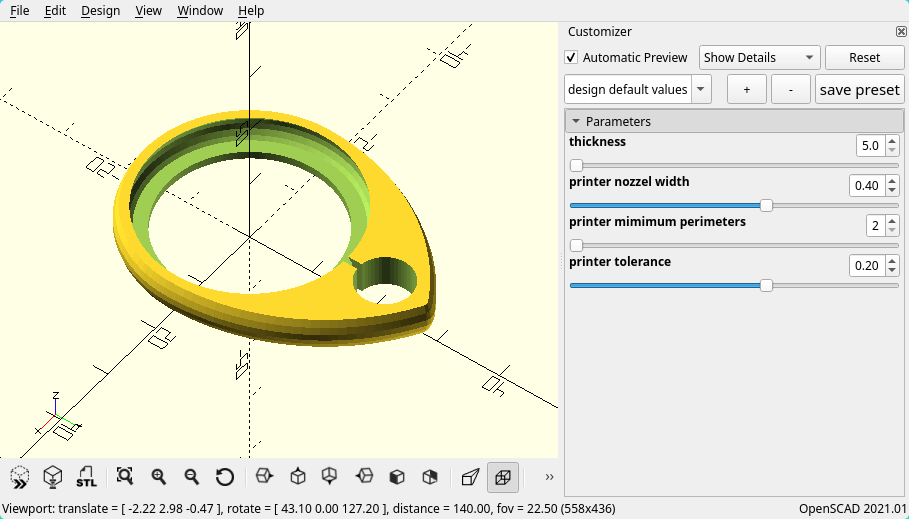 File Edit Design View Window Help
Customizer
Automatic Preview Show Details Reset
design default values + - save preset
Parameters
thickness
5.0
printer nozzel width
0.40
printer mimimum perimeters
2
printer tolerance
0.20
z
STL
»
Viewport: translate = [ -2.22 2.98 -0.47 ], rotate = [ 43.10 0.00 127.20 ], distance = 140.00, fov = 22.50 (558x436) OpenSCAD 2021.01